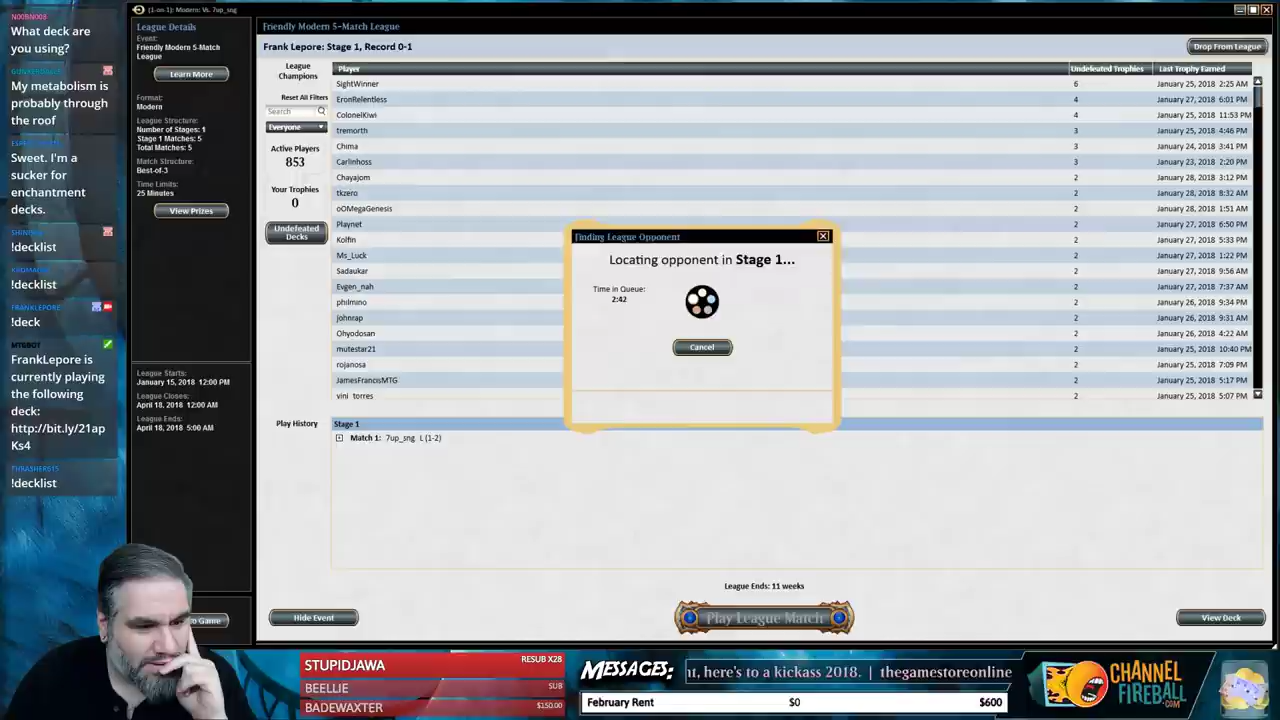 (1-on-1) Modern: Vs. 7up_sng
N00BN00B
What deck are
you using?
My metabolism is
probably through
the roof
Sweet. I'm a
sucker for
enchantment
decks.
!decklist
!decklist
FRANKLEPORE
!deck
MTGBOT
FrankLepore is
currently playing
the following
deck:
http://bit.ly/21ap
Ks4
THRASHER615
!decklist
League Details
Event:
Friendly Modern 5-Match
League
Learn More
Format:
Modern
League Structure:
Number of Stages: 1
Stage 1 Matches: 5
Total Matches: 5
Match Structure:
Best-of-3
Time Limits:
25 Minutes
View Prizes
League Starts:
January 15, 2018 12:00 PM
League Closes:
April 18, 2018 12:00 AM
League Ends:
April 18, 2018 5:00 AM
to Game
Friendly Modern 5-Match League
Frank Lepore: Stage 1, Record 0-1
Drop From League
League
Champions
Reset All Filters
Search
Everyone
Active Players
853
Your Trophies
0
Undefeated
Decks
Player Undefeated Trophies Last Trophy Earned
SightWinner 6 January 25, 2018 2:25 AM
EronRelentless 4 January 27, 2018 6:01 PM
ColonelKiwi 4 January 25, 2018 11:53 PM
tremorth 3 January 25, 2018 4:46 PM
Chima 3 January 24, 2018 3:41 PM
Carlinhoss 3 January 23, 2018 2:20 PM
Chayajom 2 January 28, 2018 3:12 PM
tkzero 2 January 28, 2018 8:32 AM
oOMegaGenesis 2 January 28, 2018 1:51 AM
Playnet 2 January 27, 2018 6:50 PM
Kolfin 2 January 27, 2018 5:33 PM
Ms_Luck 2 January 27, 2018 1:22 PM
Sadaukar 2 January 27, 2018 9:56 AM
Evgen_nah 2 January 27, 2018 7:37 AM
philmino 2 January 26, 2018 9:34 PM
Johnrap 2 January 26, 2018 9:31 AM
Ohyodosan 2 January 26, 2018 4:22 AM
mutestar21 2 January 25, 2018 10:40 PM
rojanosa 2 January 25, 2018 7:09 PM
JamesFrancisMTG 2 January 25, 2018 5:17 PM
vini_torres 2 January 25, 2018 5:07 PM
Finding League Opponent
Locating opponent in Stage 1...
Time in Queue:
2:42
Cancel
Play History
Stage 1
Match 1: 7up_sng L (1-2)
League Ends: 11 weeks
Hide Event
Play League Match
View Deck
STUPIDJAWA RESUB X28
BEELLIE SUB
BADEWAXTER $150.00
MESSAGES:
t, here's to a kickass 2018. | thegamestoreonline
February Rent $0 $600
CHANNEL
FIREBALL
.COM